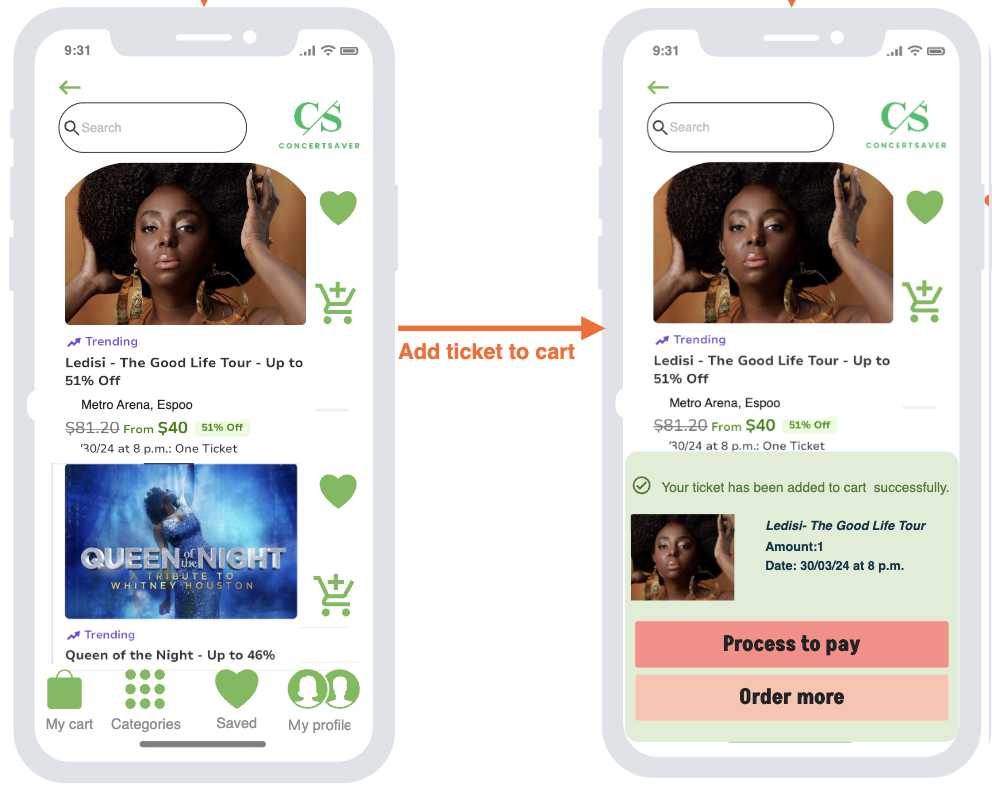 9:31
Search
CS
CONCERTSAVER
Trending
Ledisi - The Good Life Tour - Up to
51% Off
Metro Arena, Espoo
$81.20 From $40 51% Off
'30/24 at 8 p.m.: One Ticket
QUEEN of the NIGHT
A TRIBUTE TO
WHITNEY HOUSTON
Trending
Queen of the Night - Up to 46%
My cart Categories Saved My profile
Add ticket to cart
9:31
Search
CS
CONCERTSAVER
Trending
Ledisi - The Good Life Tour - Up to
51% Off
Metro Arena, Espoo
$81.20 From $40 51% Off
'30/24 at 8 p.m.: One Ticket
Your ticket has been added to cart successfully.
Ledisi- The Good Life Tour
Amount:1
Date: 30/03/24 at 8 p.m.
Process to pay
Order more